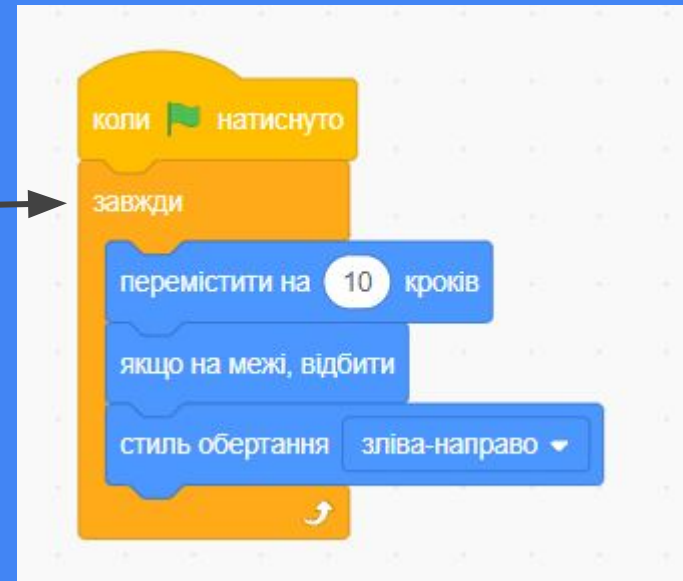 коли натиснуто
завжди
перемістити на 10 кроків
якщо на межі, відбити
стиль обертання зліва-направо